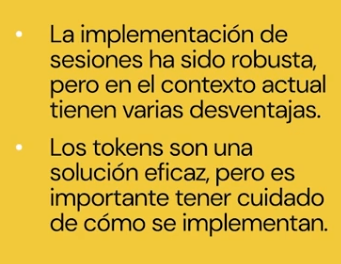 • La implementación de
sesiones ha sido robusta,
pero en el contexto actual
tienen varias desventajas.
• Los tokens son una
solución eficaz, pero es
importante tener cuidado
de cómo se implementan.